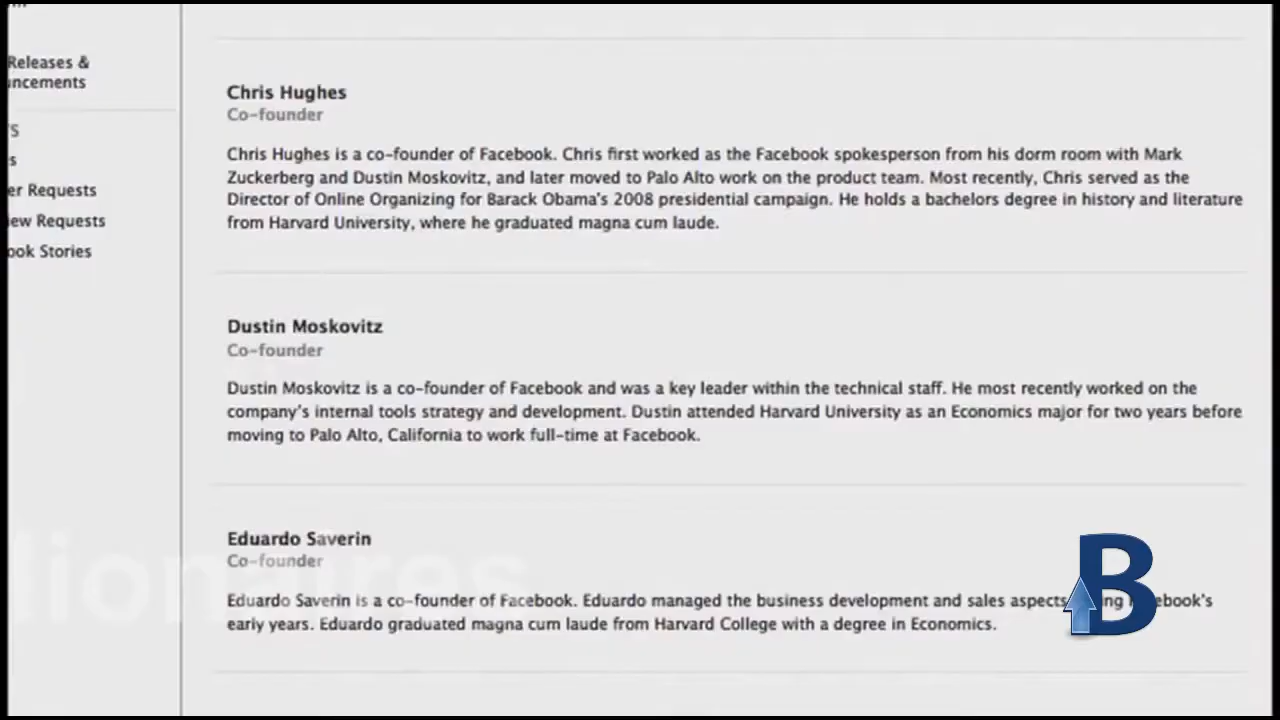 Releases &
Chris Hughes
Co-founder
er Requests
ew Requests
ook Stories
Chris Hughes is a co-founder of Facebook. Chris first worked as the Facebook spokesperson from his dorm room with Mark
Zuckerberg and Dustin Moskovitz, and later moved to Palo Alto work on the product team. Most recently, Chris served as the
Director of Online Organizing for Barack Obama's 2008 presidential campaign. He holds a bachelors degree in history and literature
from Harvard University, where he graduated magna cum laude.
Dustin Moskovitz
Co-founder
Dustin Moskovitz is a co-founder of Facebook and was a key leader within the technical staff. He most recently worked on the
company's internal tools strategy and development. Dustin attended Harvard University as an Economics major for two years before
moving to Palo Alto, California to work full-time at Facebook.
Eduardo Saverin
Co-founder
Eduardo Saverin is a co-founder of Facebook. Eduardo managed the business development and sales aspects ebook's
early years. Eduardo graduated magna cum laude from Harvard College with a degree in Economics.
lionaires
B